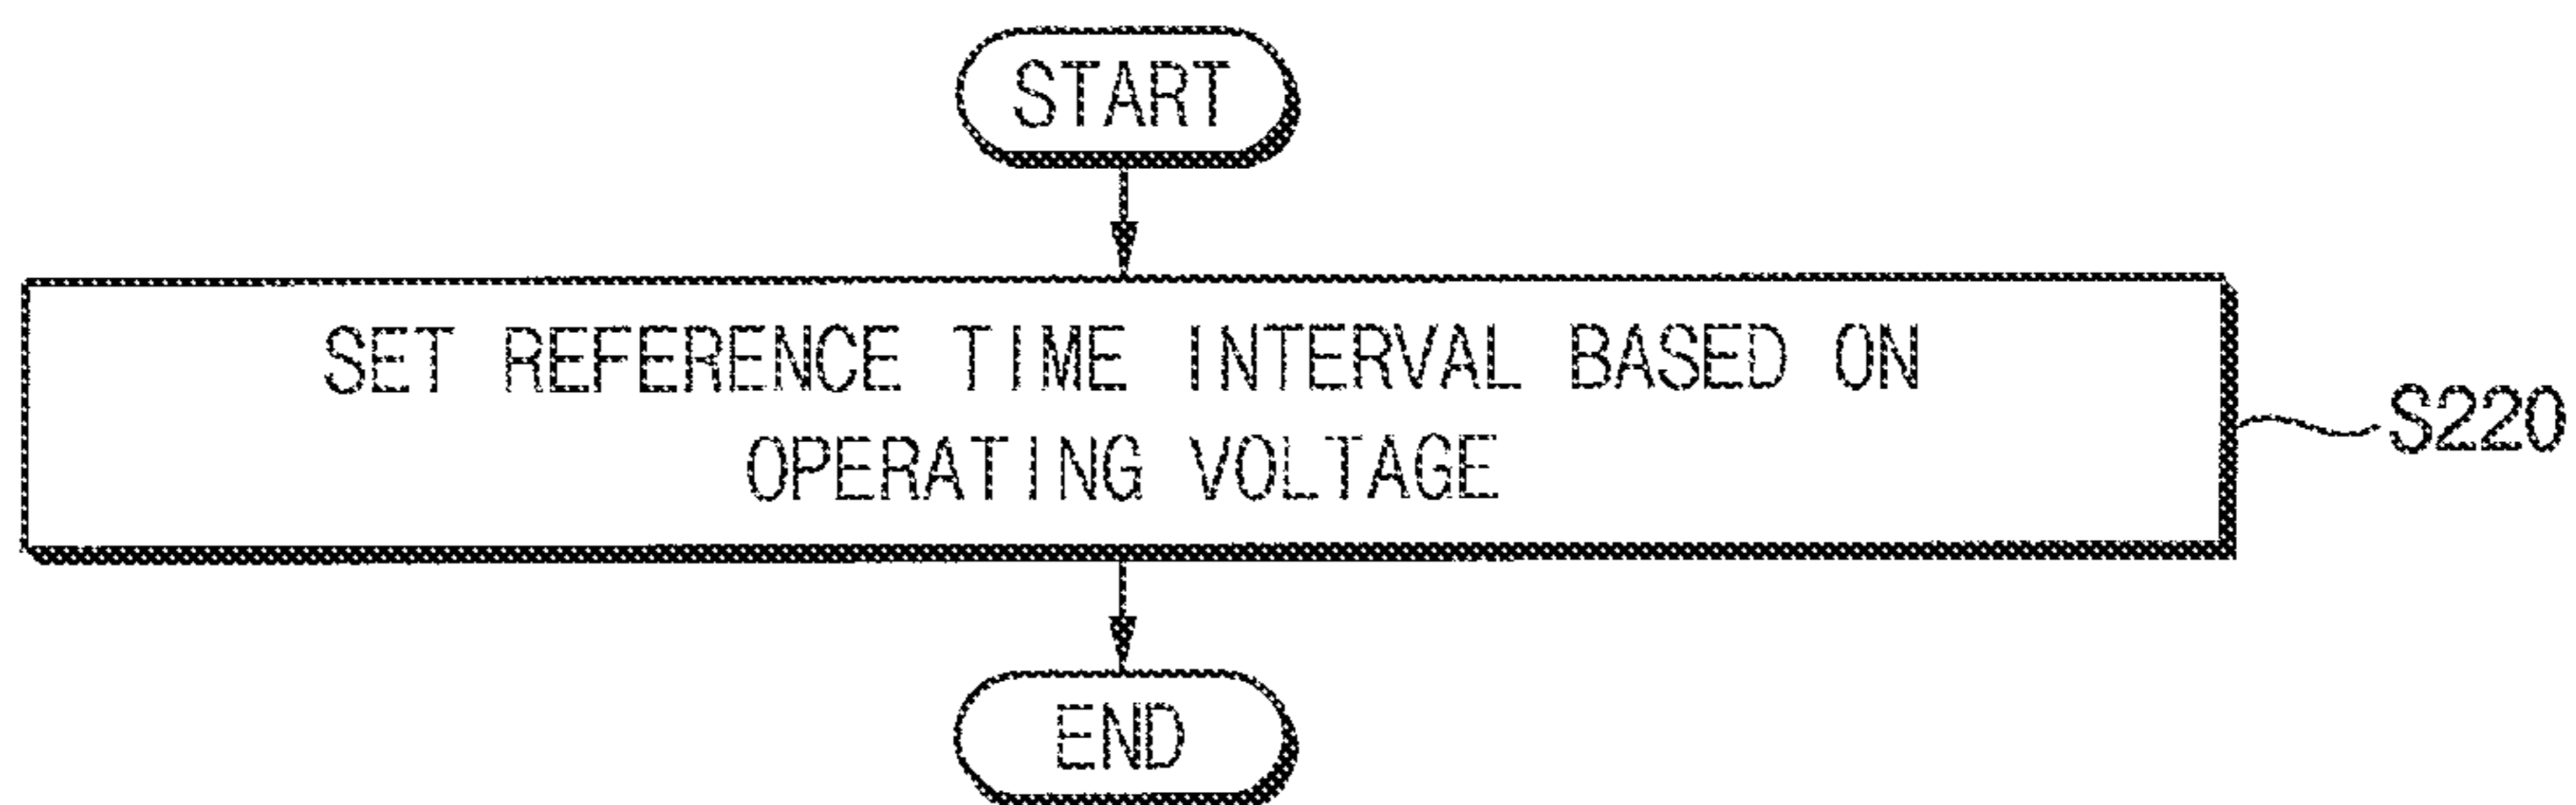 START
SET REFERENCE TIME INTERVAL BASED ON
OPERATING VOLTAGE
S220
END